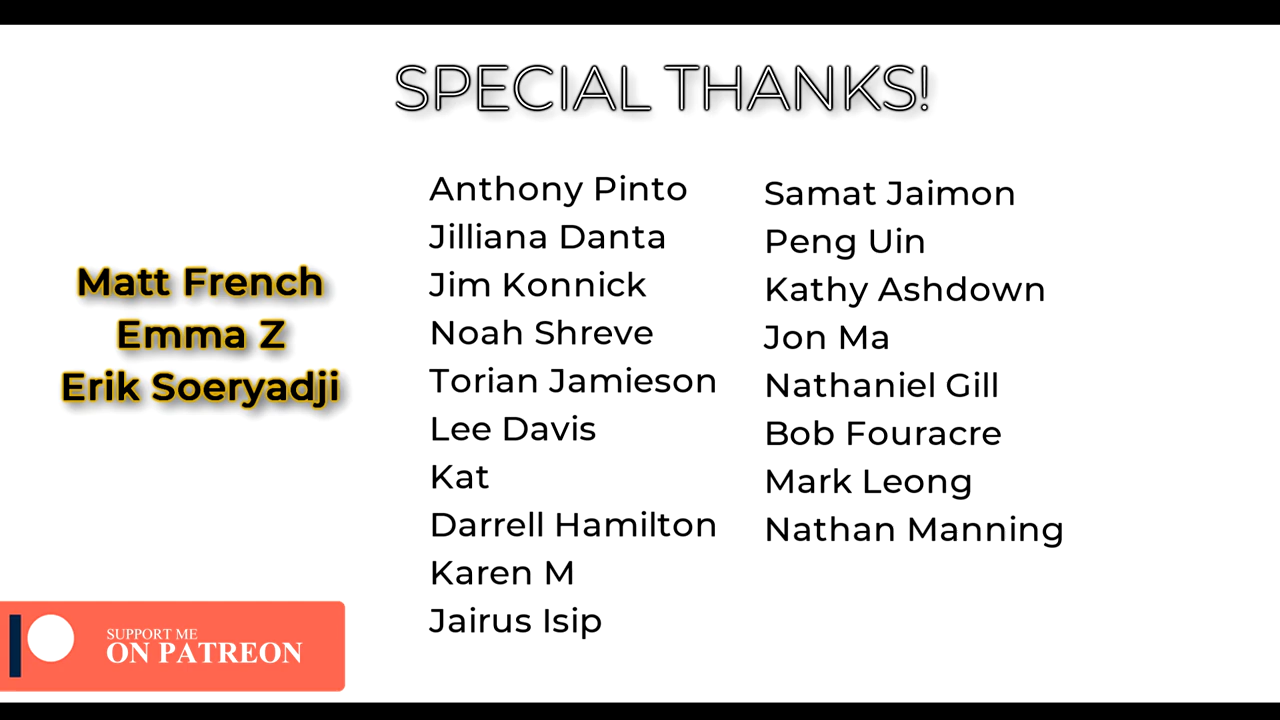 SPECIAL THANKS!
Matt French
Emma Z
Erik Soeryadji
Anthony Pinto
Jilliana Danta
Jim Konnick
Noah Shreve
Torian Jamieson
Lee Davis
Kat
Darrell Hamilton
Karen M
Jairus Isip
Samat Jaimon
Peng Uin
Kathy Ashdown
Jon Ma
Nathaniel Gill
Bob Fouracre
Mark Leong
Nathan Manning
SUPPORT ME
ON PATREON